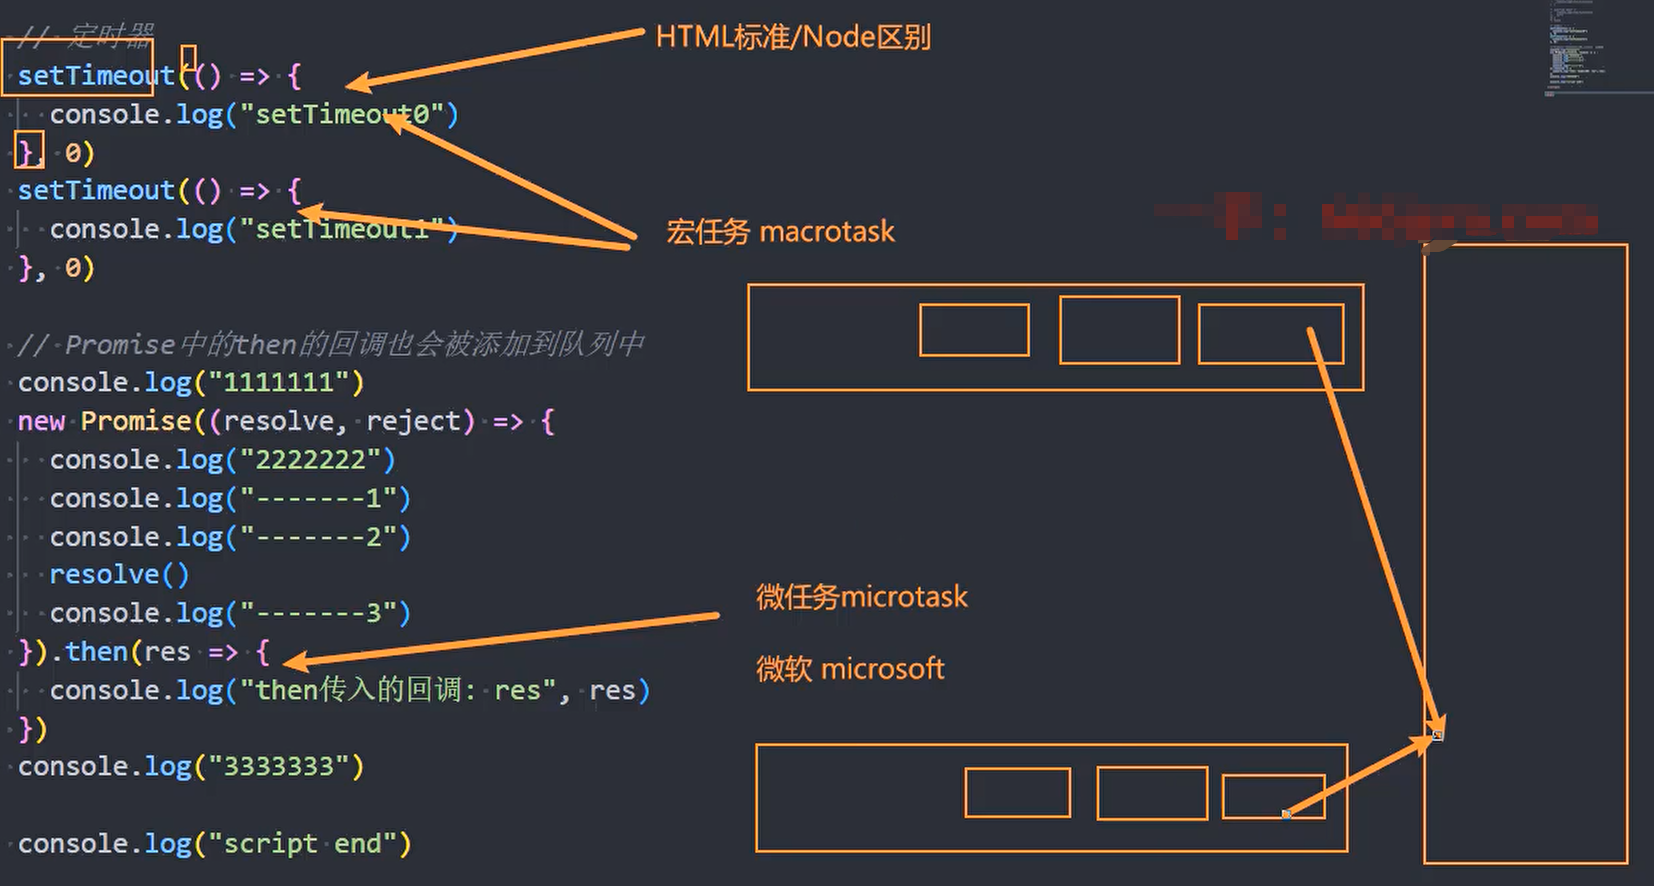 // 定时器
setTimeout(() => {
console.log("setTimeout0")
}, 0)
setTimeout(() => {
console.log("setTimeout1")
}, 0)
// Promise中的then的回调也会被添加到队列中
console.log("1111111")
new Promise((resolve, reject) => {
console.log("2222222")
console.log("-------1")
console.log("-------2")
resolve()
console.log("-------3")
}).then(res => {
console.log("then传入的回调: res", res)
})
console.log("3333333")
console.log("script end")
HTML标准/Node区别
宏任务 macrotask
微任务microtask
微软 microsoft